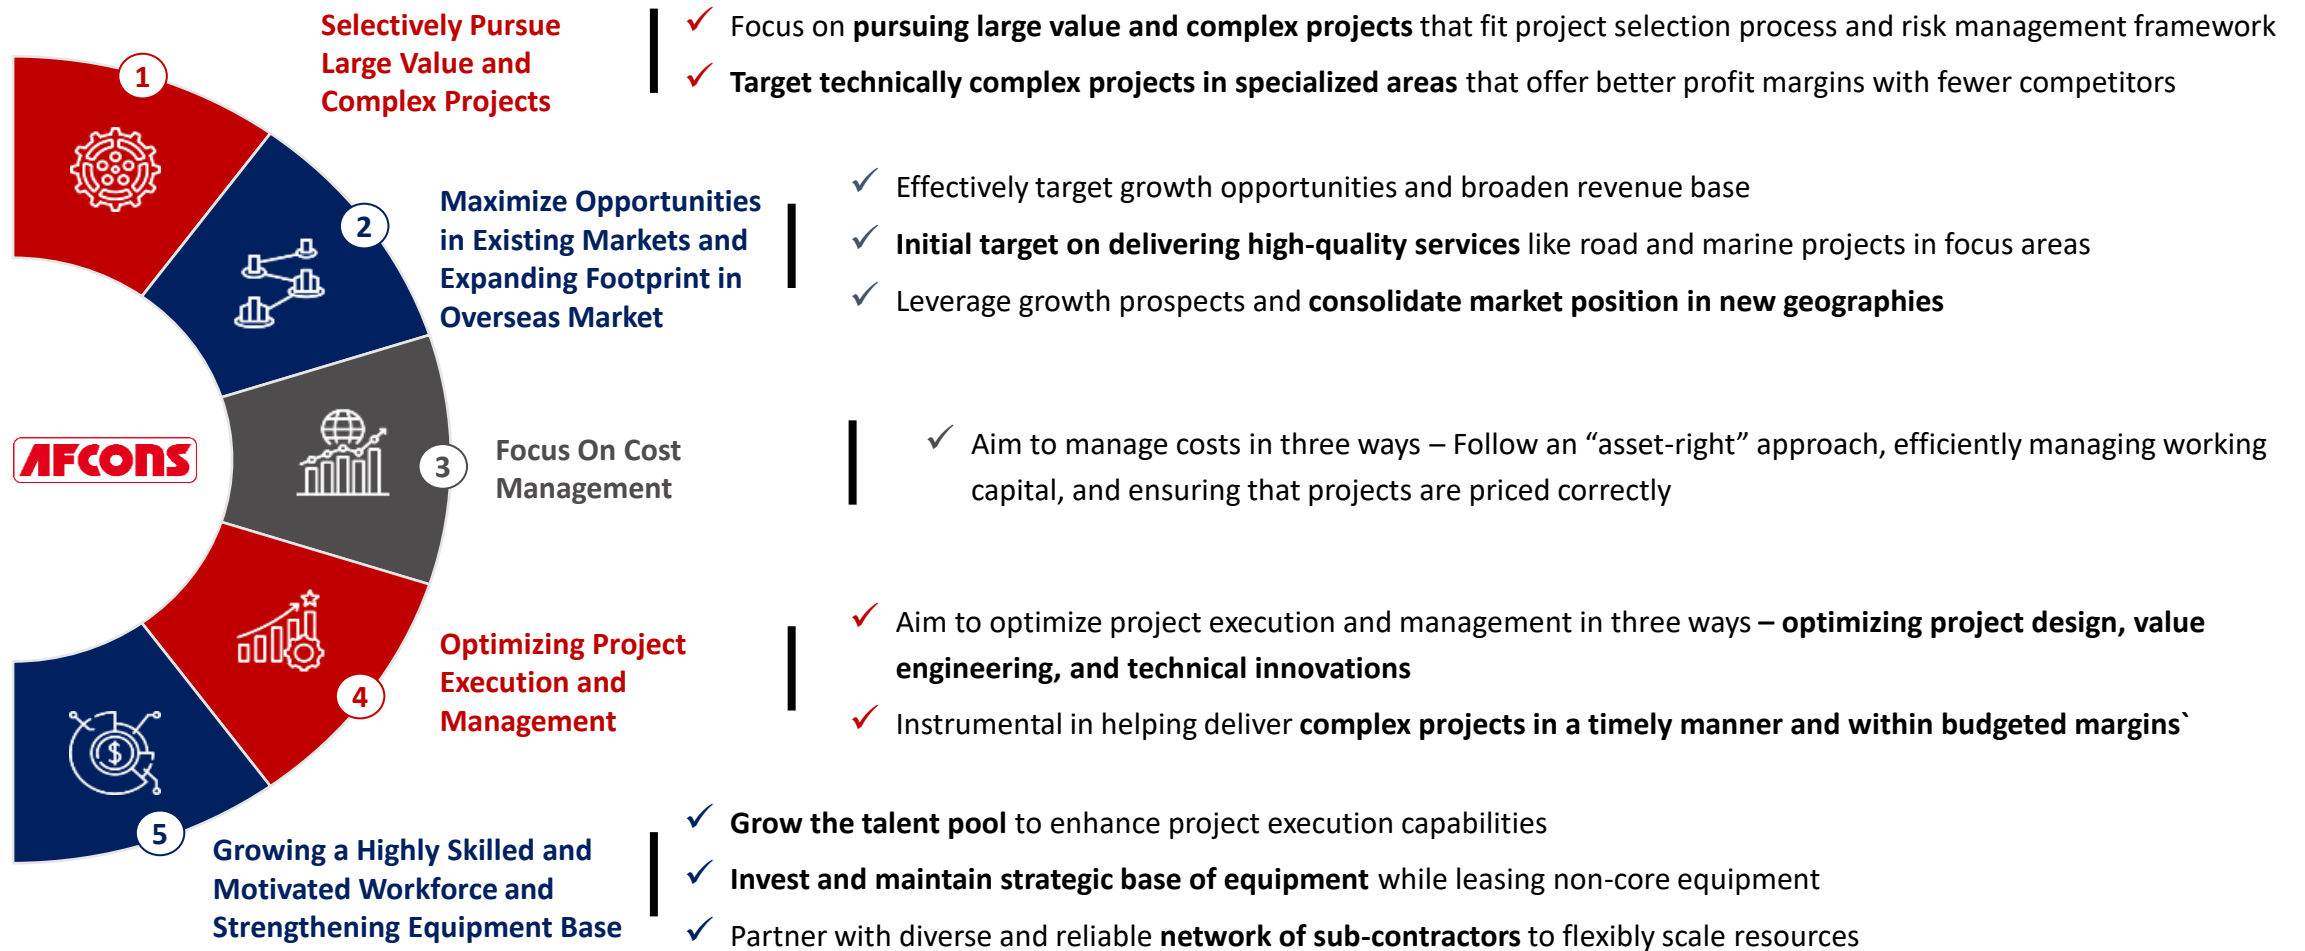 AFCONS
1
Selectively Pursue
Large Value and
Complex Projects
✓ Focus on pursuing large value and complex projects that fit project selection process and risk management framework
✓ Target technically complex projects in specialized areas that offer better profit margins with fewer competitors
2
Maximize Opportunities
in Existing Markets and
Expanding Footprint in
Overseas Market
✓ Effectively target growth opportunities and broaden revenue base
✓ Initial target on delivering high-quality services like road and marine projects in focus areas
✓ Leverage growth prospects and consolidate market position in new geographies
3
Focus On Cost
Management
✓ Aim to manage costs in three ways – Follow an “asset-right” approach, efficiently managing working
capital, and ensuring that projects are priced correctly
4
Optimizing Project
Execution and
Management
✓ Aim to optimize project execution and management in three ways – optimizing project design, value
engineering, and technical innovations
✓ Instrumental in helping deliver complex projects in a timely manner and within budgeted margins`
5
Growing a Highly Skilled and
Motivated Workforce and
Strengthening Equipment Base
✓ Grow the talent pool to enhance project execution capabilities
✓ Invest and maintain strategic base of equipment while leasing non-core equipment
✓ Partner with diverse and reliable network of sub-contractors to flexibly scale resources
$